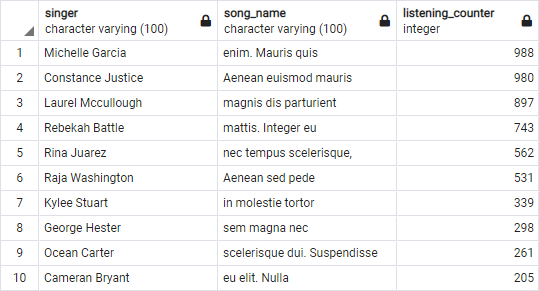 singer song_name listening_counter
character varying (100) character varying (100) integer
1 Michelle Garcia enim. Mauris quis 988
2 Constance Justice Aenean euismod mauris 980
3 Laurel Mccullough magnis dis parturient 897
4 Rebekah Battle mattis. Integer eu 743
5 Rina Juarez nec tempus scelerisque, 562
6 Raja Washington Aenean sed pede 531
7 Kylee Stuart in molestie tortor 339
8 George Hester sem magna nec 298
9 Ocean Carter scelerisque dui. Suspendisse 261
10 Cameran Bryant eu elit. Nulla 205